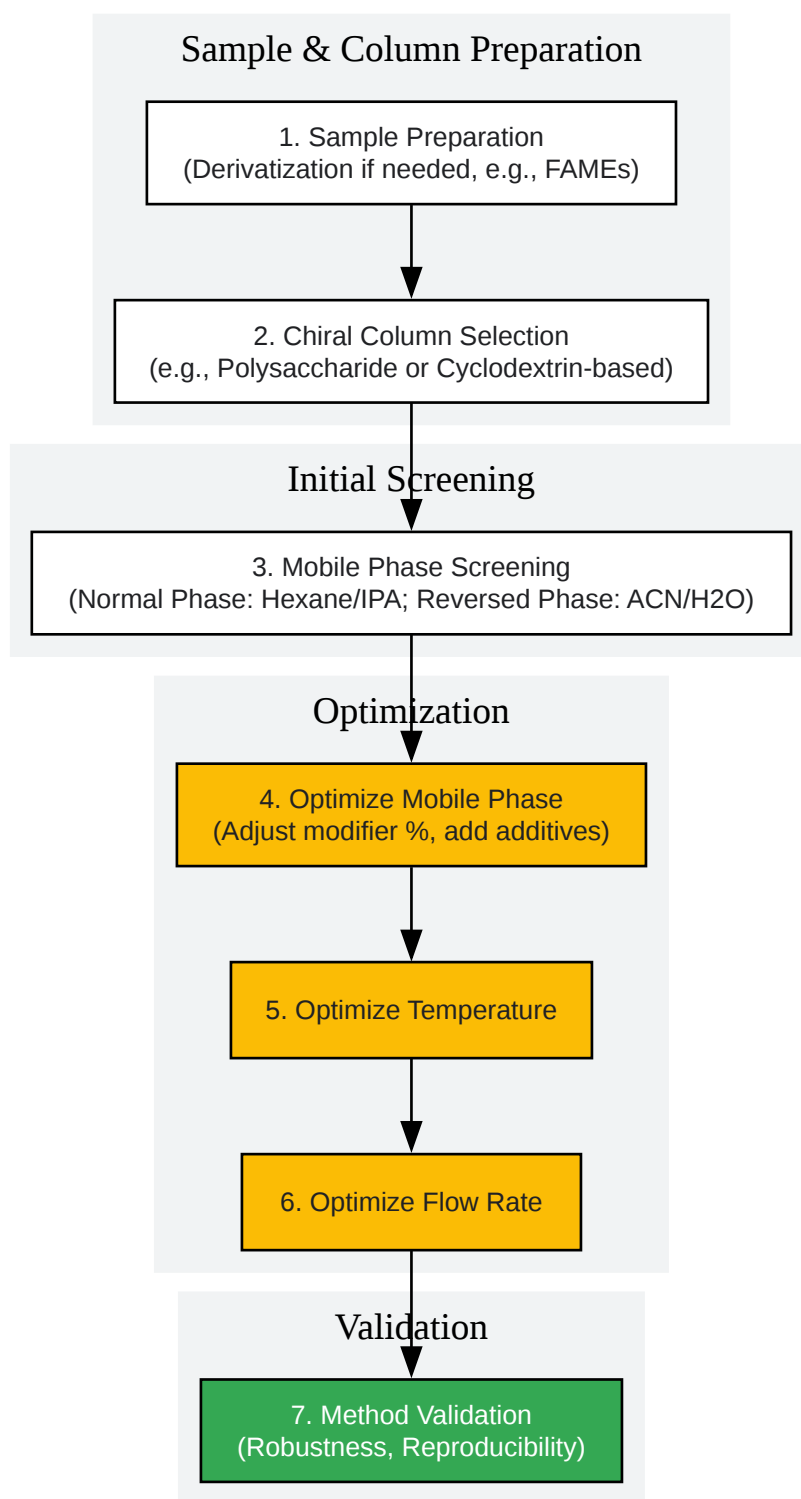 Sample & Column Preparation
1. Sample Preparation
(Derivatization if needed, e.g., FAMEs)
2. Chiral Column Selection
(e.g., Polysaccharide or Cyclodextrin-based)
Initial Screening
3. Mobile Phase Screening
(Normal Phase: Hexane/IPA; Reversed Phase: ACN/H2O)
Optimization
4. Optimize Mobile Phase
(Adjust modifier %, add additives)
5. Optimize Temperature
6. Optimize Flow Rate
Validation
7. Method Validation
(Robustness, Reproducibility)